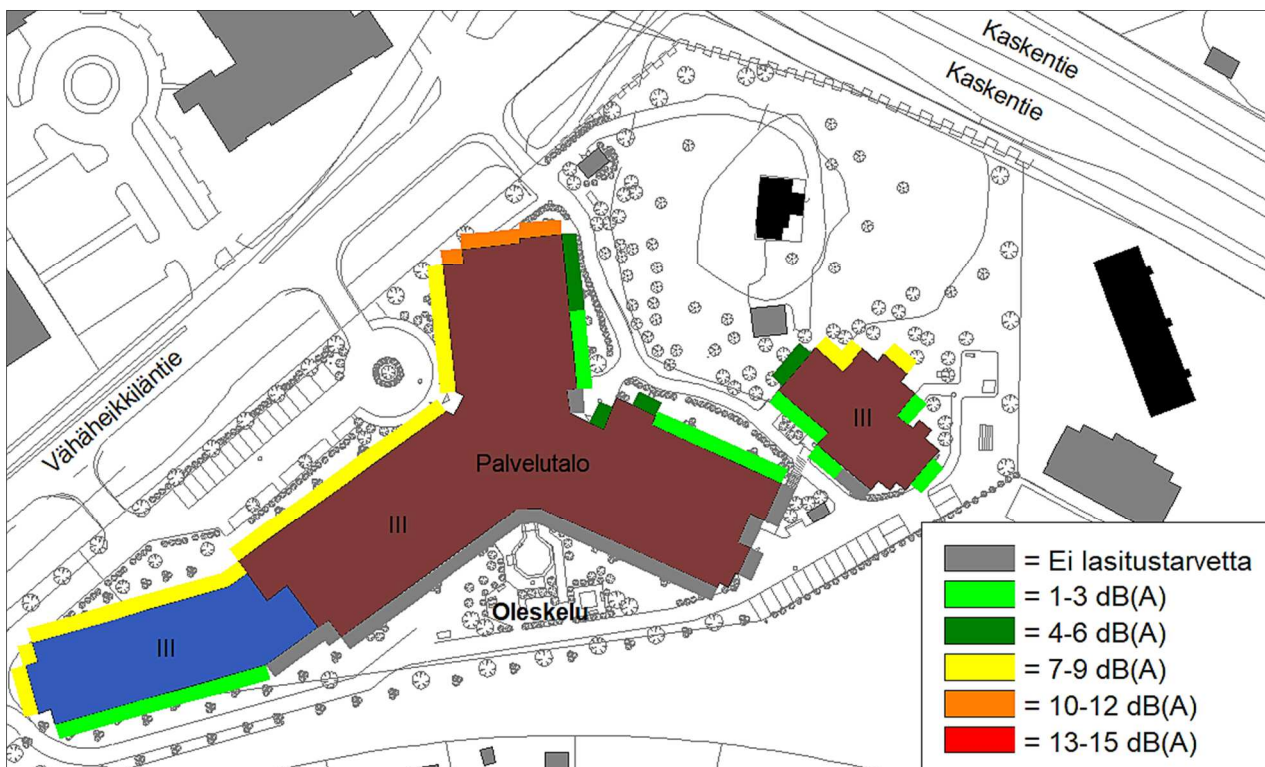 Kaskentie
Kaskentie
Vähäheikkiläntie
III
Palvelutalo
III
III
Oleskelu
= Ei lasitustarvetta
= 1-3 dB(A)
= 4-6 dB(A)
= 7-9 dB(A)
= 10-12 dB(A)
= 13-15 dB(A)